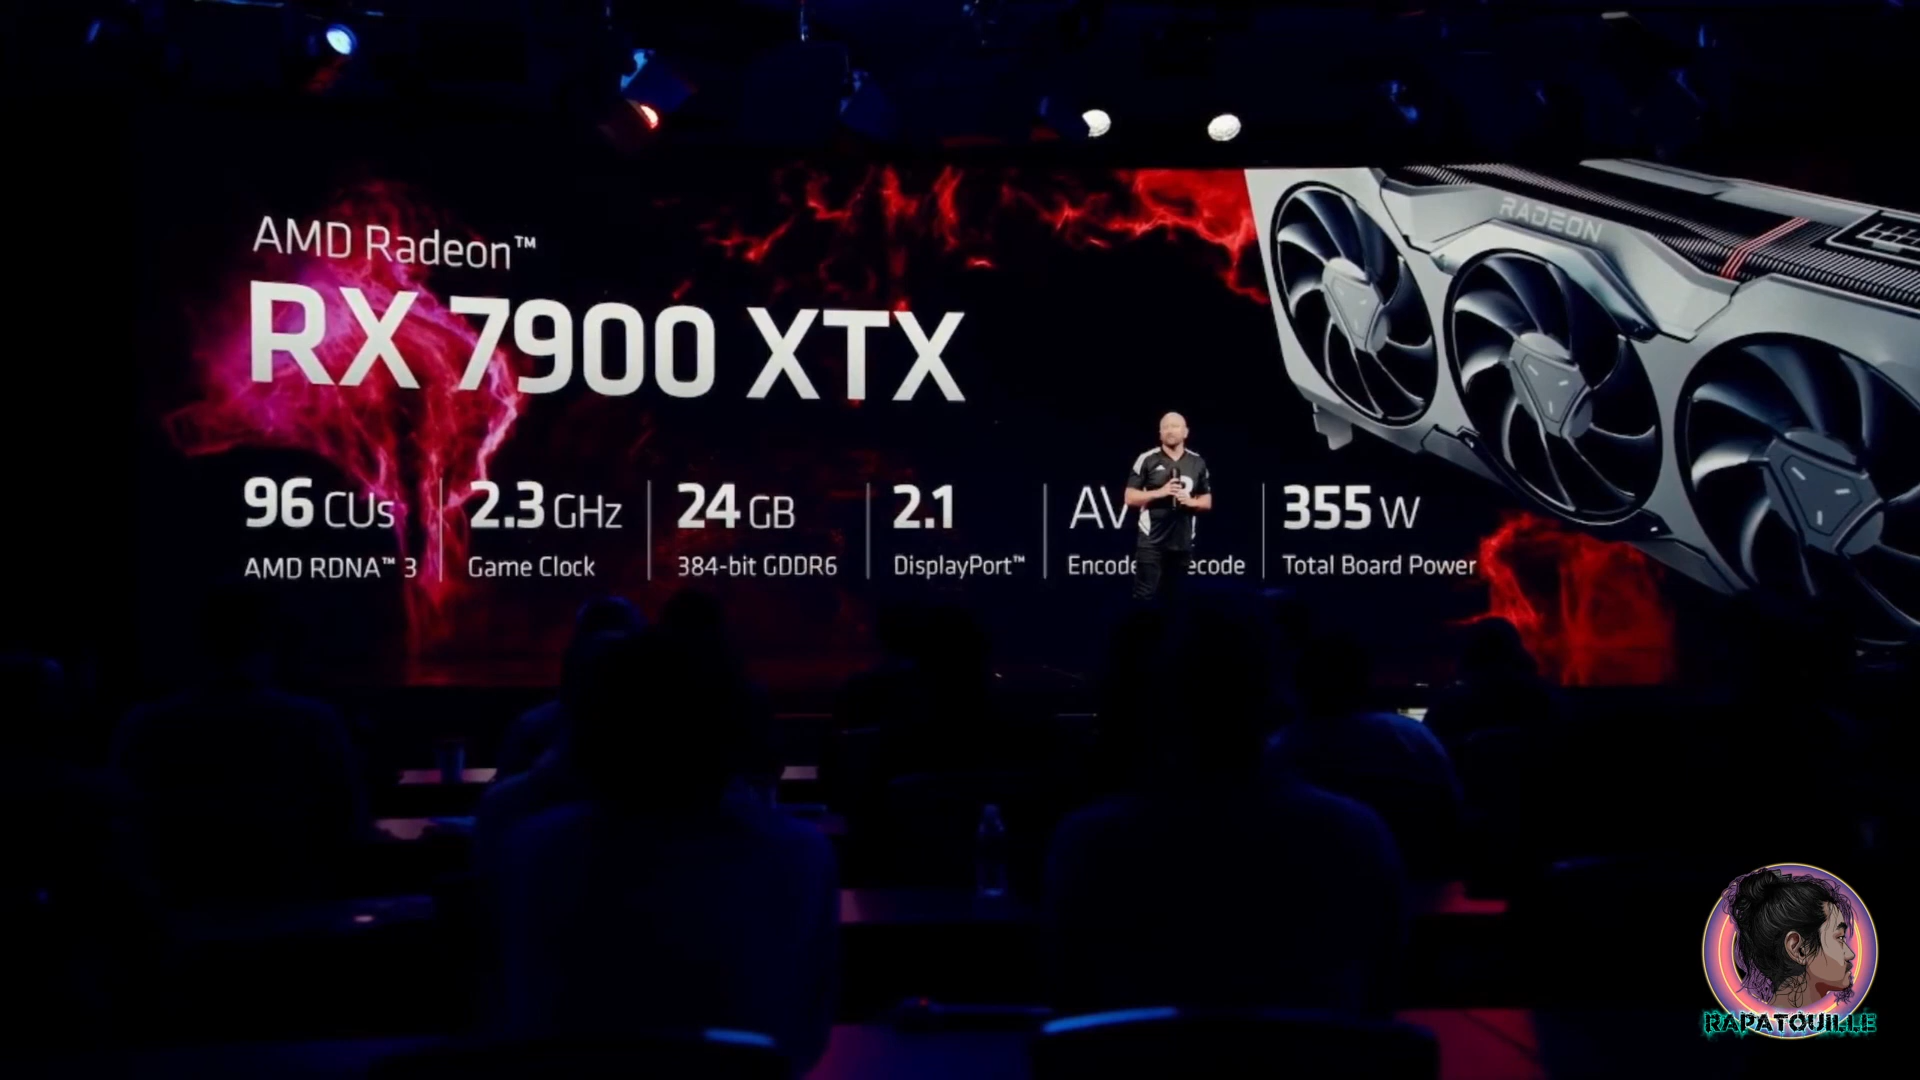 AMD Radeon™
RX 7900 XTX
RADEON
96 CUs
AMD RDNA™ 3
2.3 GHz
Game Clock
24 GB
384-bit GDDR6
2.1
DisplayPort™
Encode
355 W
Total Board Power
RAPATOUILLE